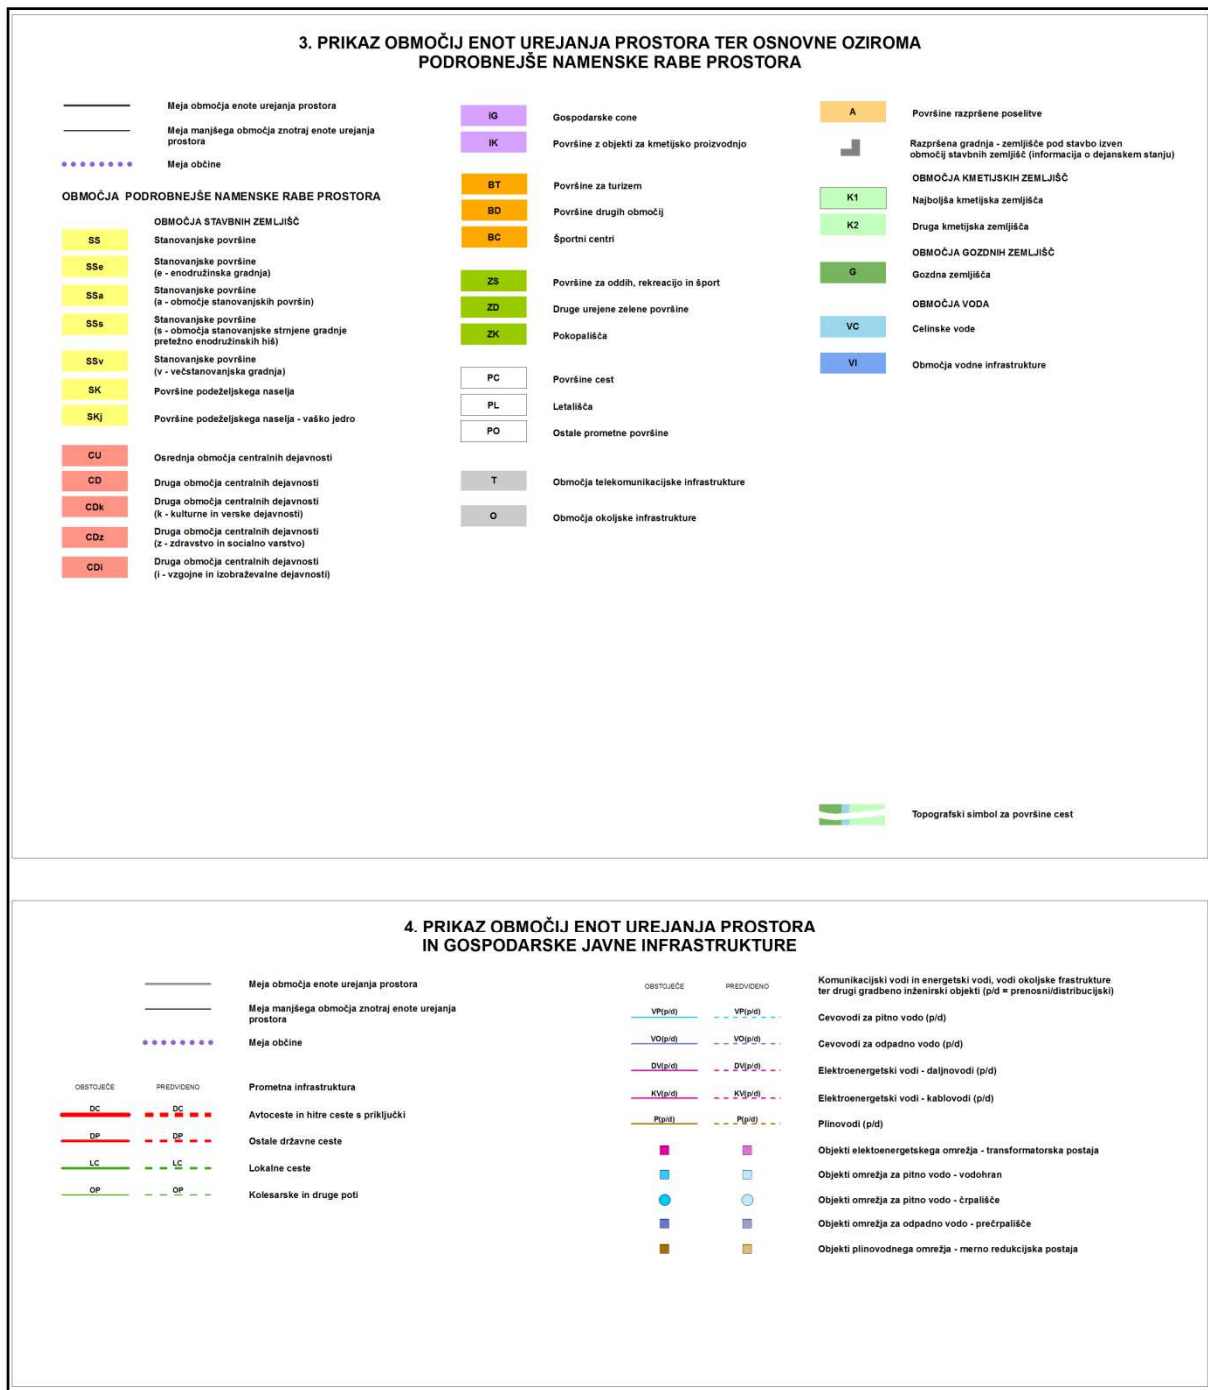 3. PRIKAZ OBMOČIJ ENOT UREJANJA PROSTORA TER OSNOVNE OZIROMA
PODROBNEJŠE NAMENSKE RABE PROSTORA
Meja območja enote urejanja prostora
Meja manjšega območja znotraj enote urejanja
prostora
Meja občine
OBMOČJA PODROBNEJŠE NAMENSKE RABE PROSTORA
OBMOČJA STAVBNIH ZEMLJIŠČ
SS Stanovanjske površine
SSe Stanovanjske površine
(e - enodružinska gradnja)
SSa Stanovanjske površine
(a - območje stanovanjskih površin)
SSs Stanovanjske površine
(s - območja stanovanjske strnjene gradnje
pretežno enodružinskih hiš)
SSv Stanovanjske površine
(v - večstanovanjska gradnja)
SK Površine podeželjskega naselja
SKj Površine podeželjskega naselja - vaško jedro
CU Osrednja območja centralnih dejavnosti
CD Druga območja centralnih dejavnosti
CDk Druga območja centralnih dejavnosti
(k - kulturne in verske dejavnosti)
CDz Druga območja centralnih dejavnosti
(z - zdravstvo in socialno varstvo)
CDi Druga območja centralnih dejavnosti
(i - vzgojne in izobraževalne dejavnosti)
IG Gospodarske cone
IK Površine z objekti za kmetijsko proizvodnjo
BT Površine za turizem
BD Površine drugih območij
BC Športni centri
ZS Površine za oddih, rekreacijo in šport
ZD Druge urejene zelene površine
ZK Pokopališča
PC Površine cest
PL Letališča
PO Ostale prometne površine
T Območja telekomunikacijske infrastrukture
O Območja okoljske infrastrukture
A Površine razpršene poselitve
Razpršena gradnja - zemljišče pod stavbo izven
območij stavbnih zemljišč (informacija o dejanskem stanju)
OBMOČJA KMETIJSKIH ZEMLJIŠČ
K1 Najboljša kmetijska zemljišča
K2 Druga kmetijska zemljišča
OBMOČJA GOZDNIH ZEMLJIŠČ
G Gozdna zemljišča
OBMOČJA VODA
VC Celinske vode
VI Območja vodne infrastrukture
Topografski simbol za površine cest
4. PRIKAZ OBMOČIJ ENOT UREJANJA PROSTORA
IN GOSPODARSKE JAVNE INFRASTRUKTURE
Meja območja enote urejanja prostora
Meja manjšega območja znotraj enote urejanja
prostora
Meja občine
OBSTOJEČE PREDVIDENO Prometna infrastruktura
DC DC Avtoceste in hitre ceste s priključki
DP DP Ostale državne ceste
LC LC Lokalne ceste
OP OP Kolesarske in druge poti
OBSTOJEČE PREDVIDENO Komunikacijski vodi in energetski vodi, vodi okoljske frastrukture
ter drugi gradbeno inženirski objekti (p/d = prenosni/distribucijski)
VP(p/d) VP(p/d) Cevovodi za pitno vodo (p/d)
VO(p/d) VO(p/d) Cevovodi za odpadno vodo (p/d)
DV(p/d) DV(p/d) Elektroenergetski vodi - daljnovodi (p/d)
KV(p/d) KV(p/d) Elektroenergetski vodi - kablovodi (p/d)
P(p/d) P(p/d) Plinovodi (p/d)
Objekti elektoenergetskega omrežja - transformatorska postaja
Objekti omrežja za pitno vodo - vodohran
Objekti omrežja za pitno vodo - črpališče
Objekti omrežja za odpadno vodo - prečrpališče
Objekti plinovodnega omrežja - merno redukcijska postaja